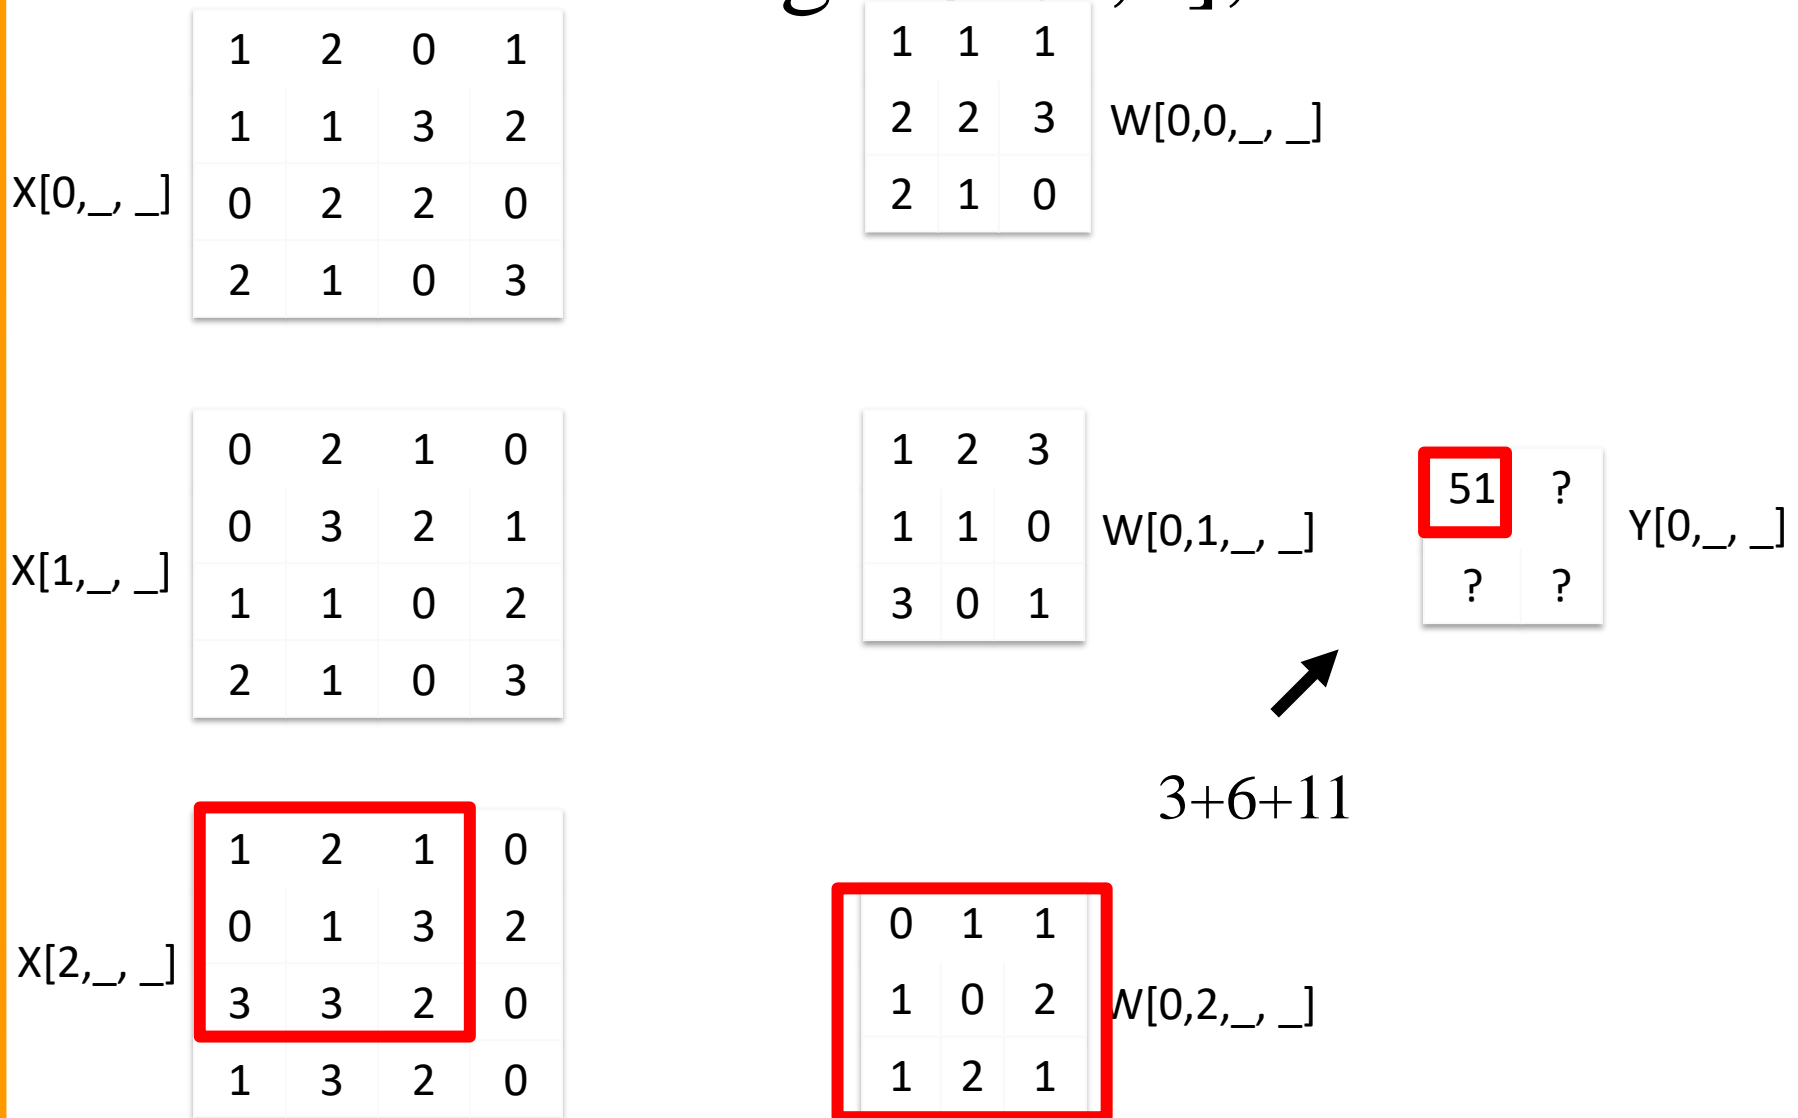 1 2 0 1
1 1 3 2
0 2 2 0
2 1 0 3
X[0,_, _]
1 1 1
2 2 3
2 1 0
W[0,0,_, _]
0 2 1 0
0 3 2 1
1 1 0 2
2 1 0 3
X[1,_, _]
1 2 3
1 1 0
3 0 1
W[0,1,_, _]
51 ?
? ?
Y[0,_, _]
3+6+11
1 2 1 0
0 1 3 2
3 3 2 0
1 3 2 0
X[2,_, _]
0 1 1
1 0 2
1 2 1
W[0,2,_, _]